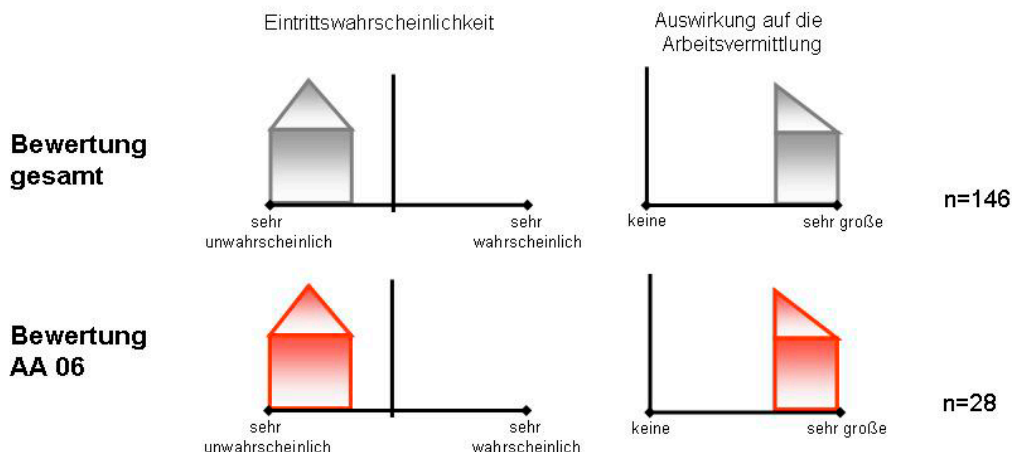 Eintrittswahrscheinlichkeit
Auswirkung auf die
Arbeitsvermittlung
Bewertung
gesamt
sehr
unwahrscheinlich
sehr
wahrscheinlich
keine
sehr große
n=146
Bewertung
AA 06
sehr
unwahrscheinlich
sehr
wahrscheinlich
keine
sehr große
n=28